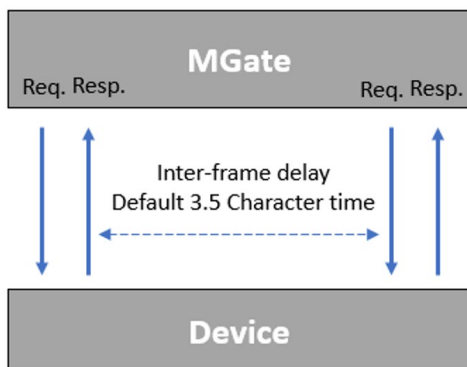 MGate
Req. Resp. Req. Resp.
Inter-frame delay
Default 3.5 Character time
Device